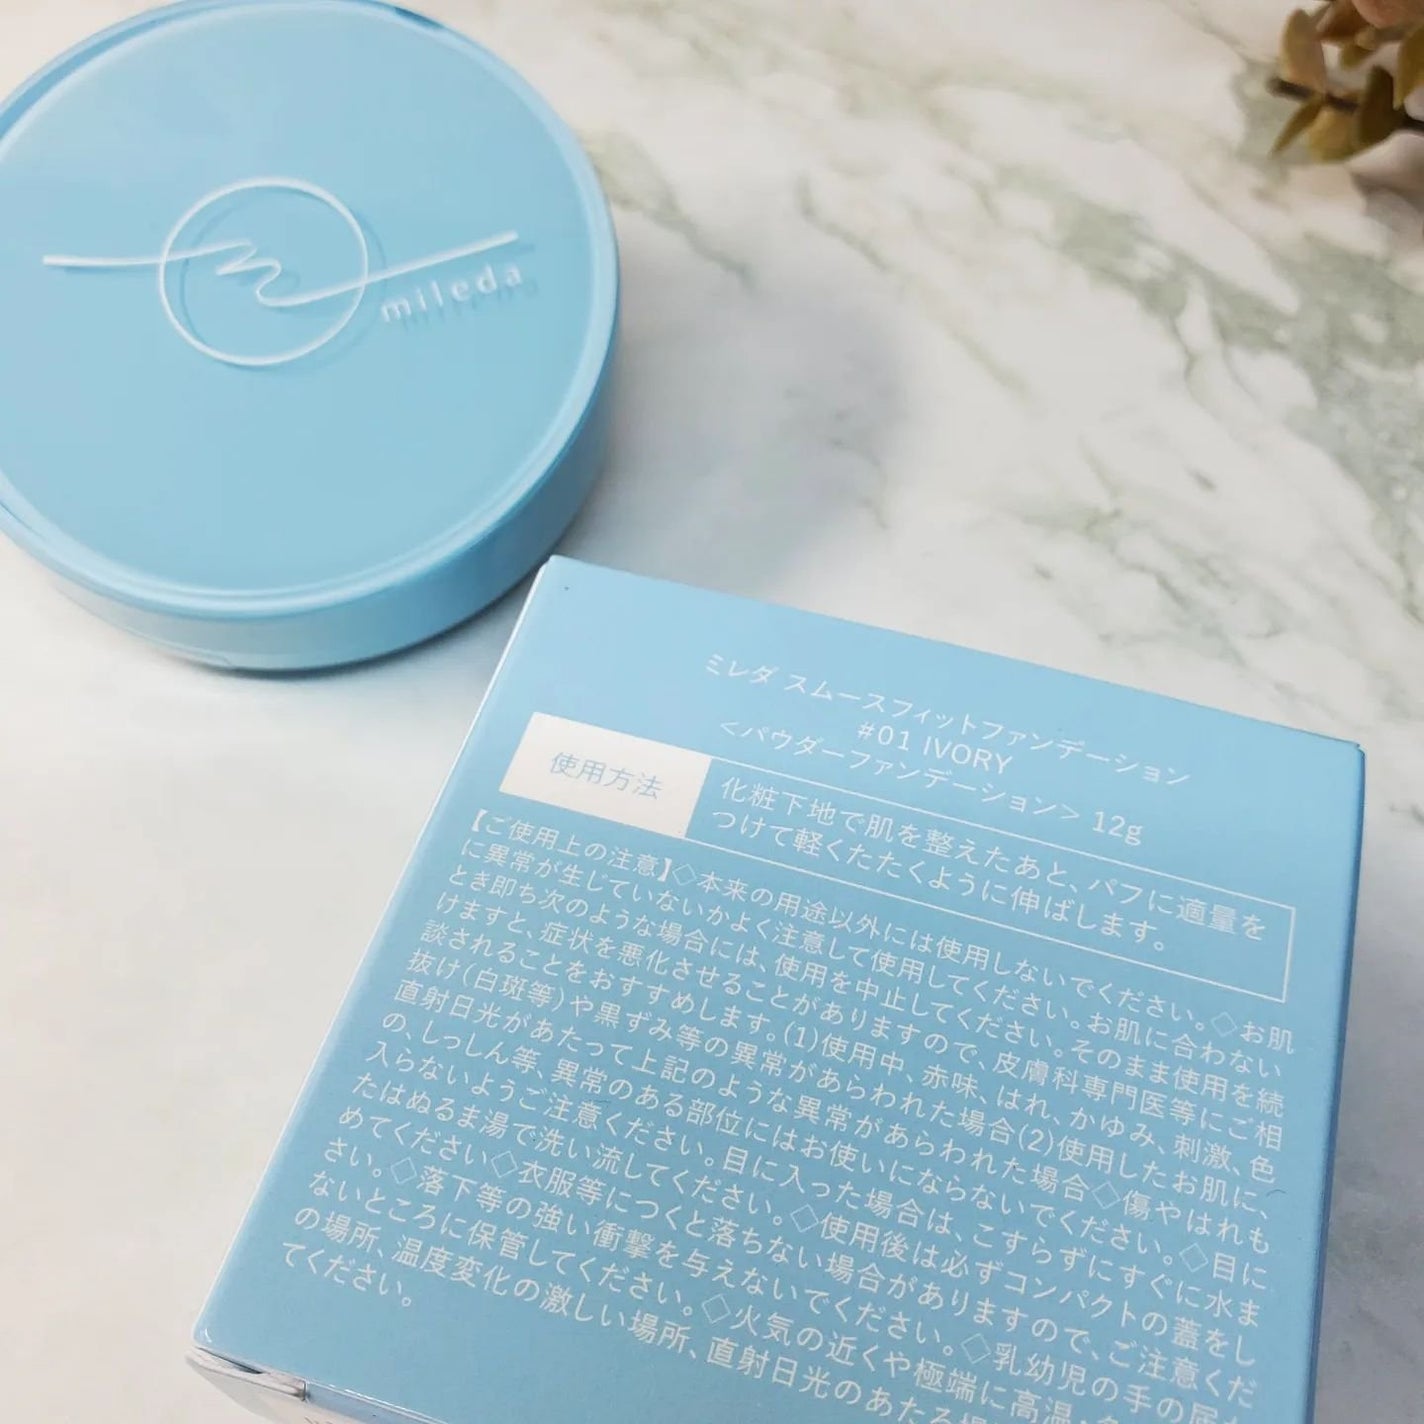 mileda
ミレダ スムースフィットファンデーション
#01 IVORY
<パウダーファンデーション> 12g
使用方法
化粧下地で肌を整えたあと、パフに適量を
つけて軽くたたくように伸ばします。
【ご使用上の注意】◇本来の用途以外には使用しないでください。◇お肌
に異常が生じていないかよく注意して使用してください。お肌に合わない
とき即ち次のような場合には、使用を中止してください。そのまま使用を続
けますと、症状を悪化させることがありますので、皮膚科専門医等にご相
談されることをおすすめします。(1)使用中、赤味、はれ、かゆみ、刺激、色
抜け(白斑等)や黒ずみ等の異常があらわれた場合(2)使用したお肌に、
直射日光があたって上記のような異常があらわれた場合◇傷やはれも
の、しっしん等、異常のある部位にはお使いにならないでください。◇目に
入らないようご注意ください。目に入った場合は、こすらずにすぐに水ま
たはぬるま湯で洗い流してください。◇使用後は必ずコンパクトの蓋をし
めてください◇衣服等につくと落ちない場合がありますので、ご注意くだ
さい。◇落下等の強い衝撃を与えないでください。◇乳幼児の手の届
ないところに保管してください。◇火気の近くや極端に高温
の場所、温度変化の激しい場所、直射日光のあたる
てください。